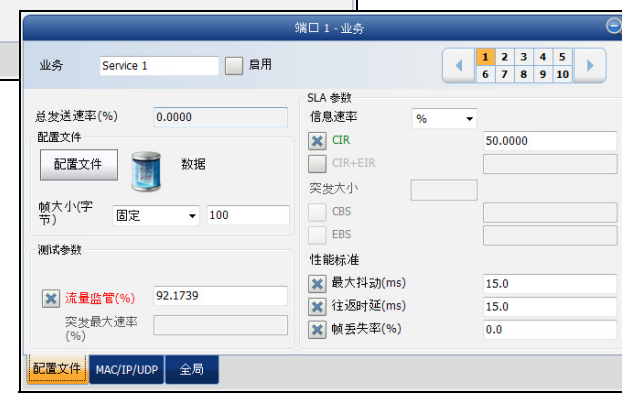 端口 1 - 业务
业务 Service 1 启用
1 2 3 4 5
6 7 8 9 10
总发送速率(%) 0.0000
配置文件
配置文件 数据
帧大小(字节) 固定 100
测试参数
流量监管(%) 92.1739
突发最大速率(%)
SLA 参数
信息速率 %
CIR 50.0000
CIR+EIR
突发大小
CBS
EBS
性能标准
最大抖动(ms) 15.0
往返时延(ms) 15.0
帧丢失率(%) 0.0
配置文件 MAC/IP/UDP 全局